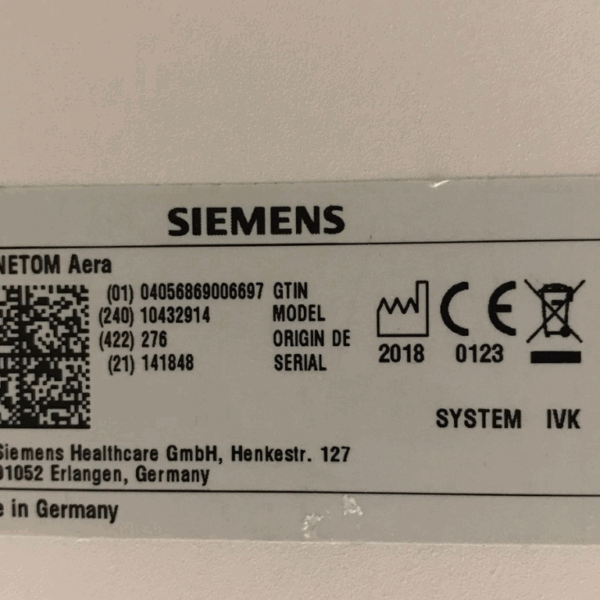 SIEMENS
NETOM Aera
(01) 04056869006697 GTIN
(240) 10432914 MODEL
(422) 276 ORIGIN DE
(21) 141848 SERIAL
2018 CE 0123
SYSTEM IVK
Siemens Healthcare GmbH, Henkestr. 127
91052 Erlangen, Germany
e in Germany